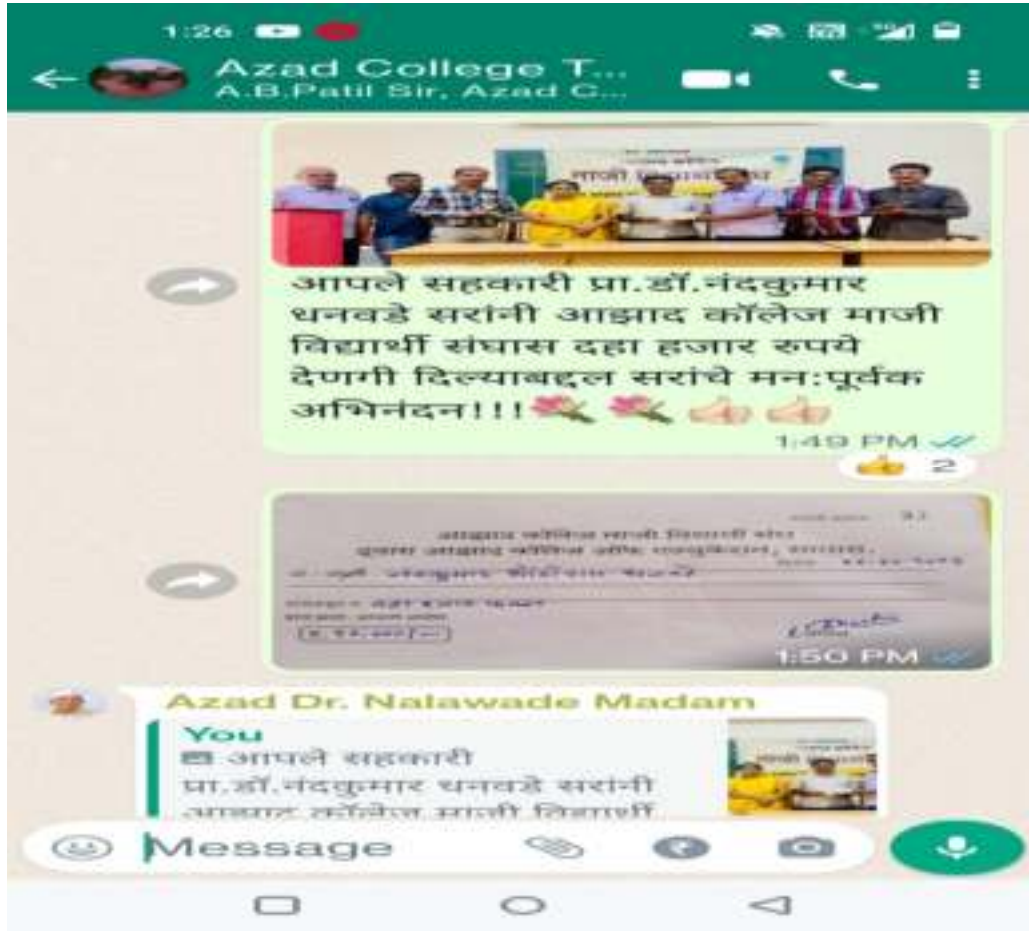 1:26
Azad College T...
A.B.Patil Sir, Azad C...
आपले सहकारी प्रा.डॉ.नंदकुमार
धनवडे सरांनी आझाद कॉलेज माजी
विद्यार्थी संघास दहा हजार रुपये
देणगी दिल्याबद्दल सरांचे मन:पूर्वक
अभिनंदन!!!
1:49 PM
2
आझाद कॉलेज माजी विद्यार्थी संघ
1:50 PM
Azad Dr. Nalawade Madam
You
आपले सहकारी
प्रा.डॉ.नंदकुमार धनवडे सरांनी
आझाद कॉलेज माजी विद्यार्थी
Message